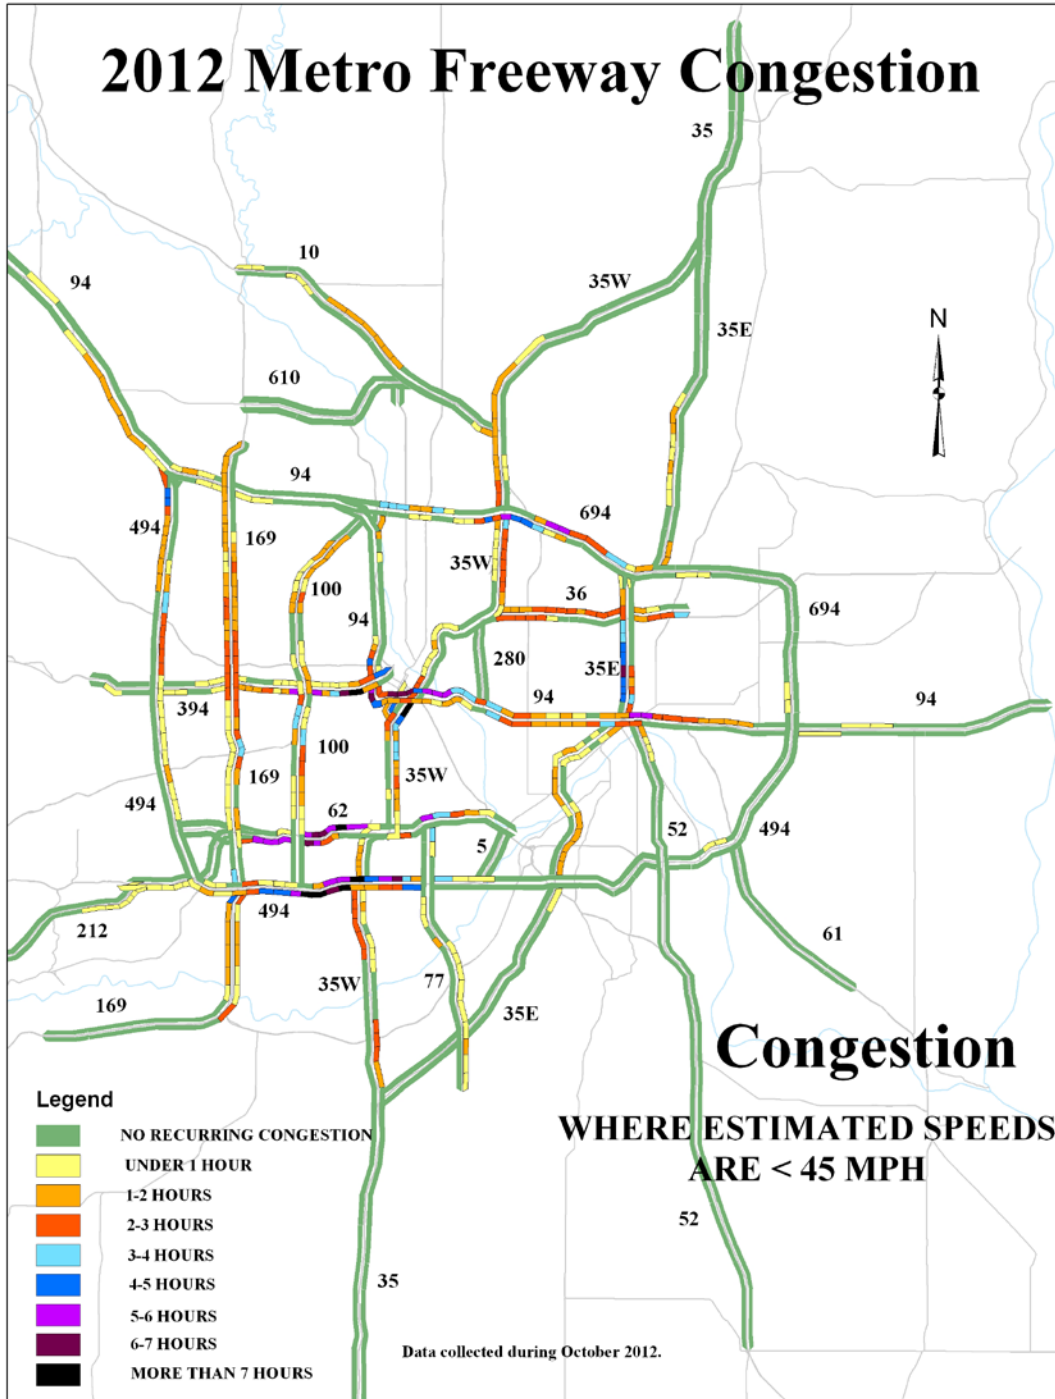 2012 Metro Freeway Congestion
35
10
94
35W
35E
N
610
94
494
169
694
35W
100
36
94
694
280
35E
394
94
94
100
169
35W
494
62
52
494
5
494
212
61
35W
77
35E
169
Congestion
Legend
NO RECURRING CONGESTION
WHERE ESTIMATED SPEEDS
ARE < 45 MPH
UNDER 1 HOUR
1-2 HOURS
2-3 HOURS
52
3-4 HOURS
4-5 HOURS
35
5-6 HOURS
6-7 HOURS
Data collected during October 2012.
MORE THAN 7 HOURS